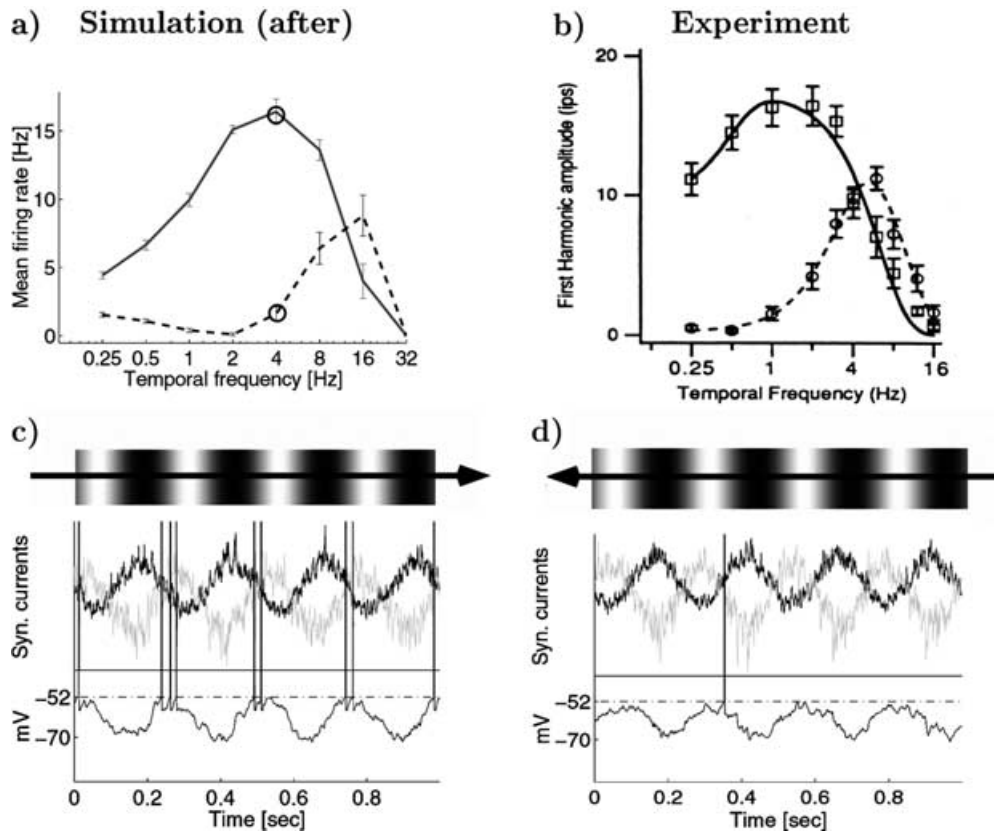 a) Simulation (after)
b) Experiment
Mean firing rate [Hz]
15
10
5
0
0.25 0.5 1 2 4 8 16 32
Temporal frequency [Hz]
First Harmonic amplitude (ips)
20
10
0
0.25 1 4 16
Temporal Frequency (Hz)
c)
Syn. currents
mV
−52
−70
0 0.2 0.4 0.6 0.8
Time [sec]
d)
Syn. currents
mV
−52
−70
0 0.2 0.4 0.6 0.8
Time [sec]